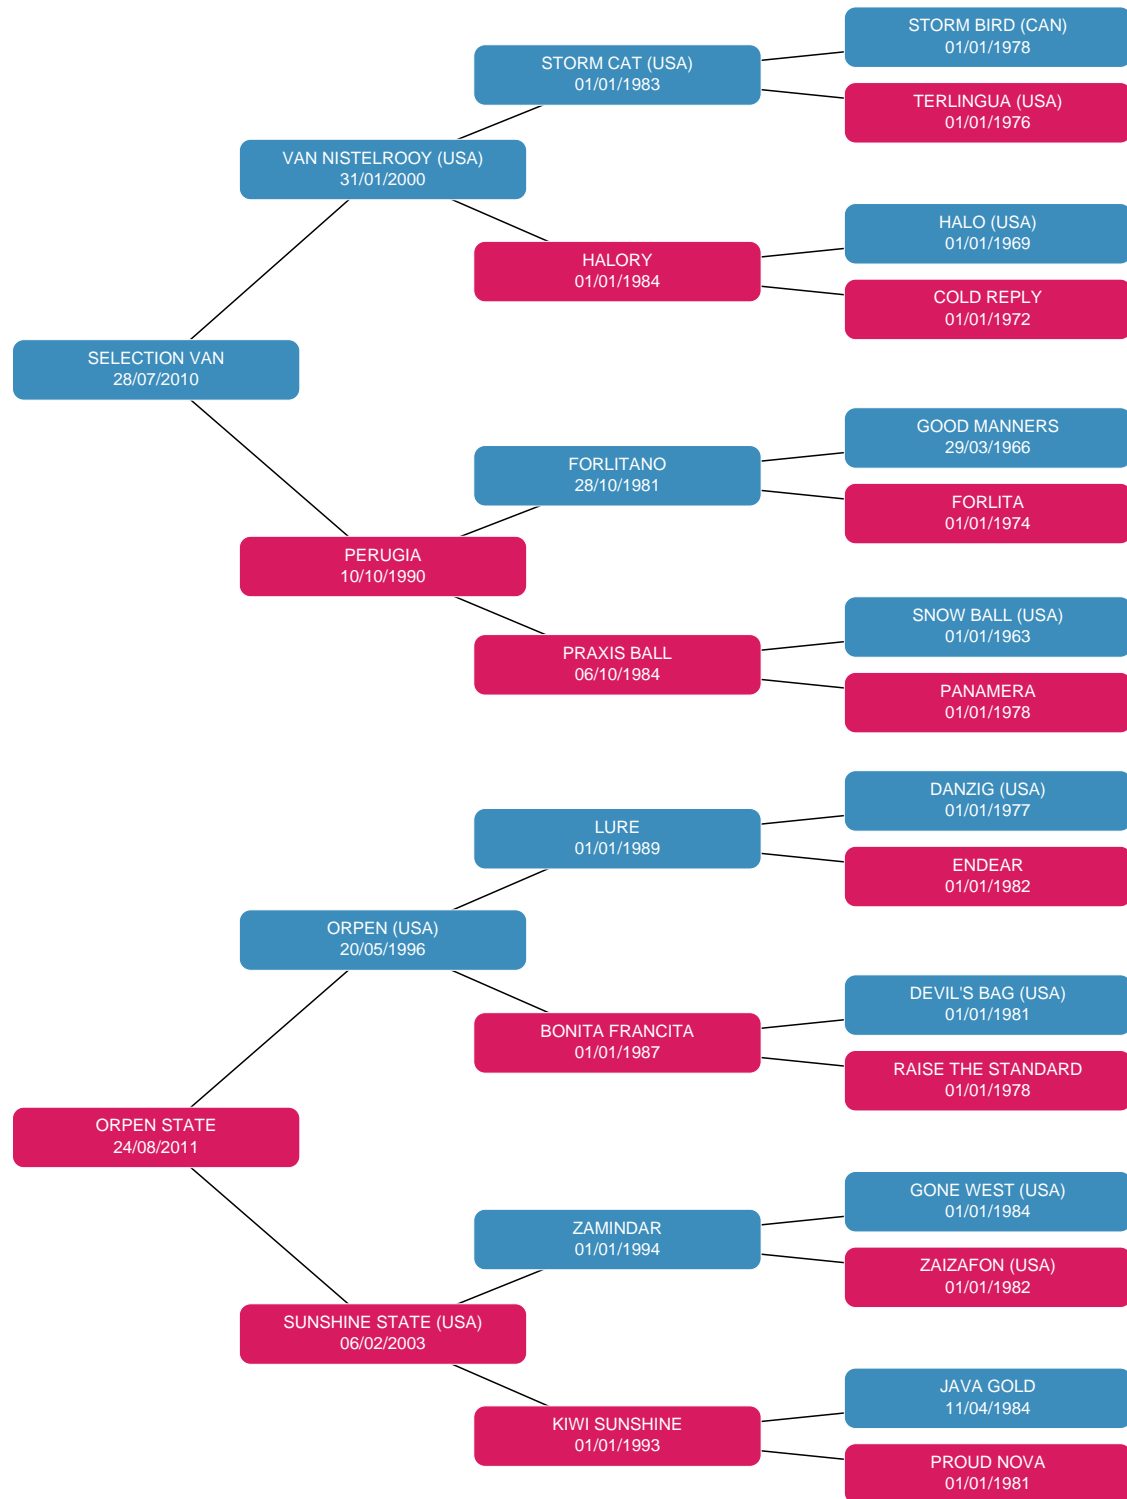 STORM BIRD (CAN)
01/01/1978
STORM CAT (USA)
01/01/1983
TERLINGUA (USA)
01/01/1976
VAN NISTELROOY (USA)
31/01/2000
HALO (USA)
01/01/1969
HALORY
01/01/1984
COLD REPLY
01/01/1972
SELECTION VAN
28/07/2010
GOOD MANNERS
29/03/1966
FORLITANO
28/10/1981
FORLITA
01/01/1974
PERUGIA
10/10/1990
SNOW BALL (USA)
01/01/1963
PRAXIS BALL
06/10/1984
PANAMERA
01/01/1978
DANZIG (USA)
01/01/1977
LURE
01/01/1989
ENDEAR
01/01/1982
ORPEN (USA)
20/05/1996
DEVIL'S BAG (USA)
01/01/1981
BONITA FRANCITA
01/01/1987
RAISE THE STANDARD
01/01/1978
ORPEN STATE
24/08/2011
GONE WEST (USA)
01/01/1984
ZAMINDAR
01/01/1994
ZAIZAFON (USA)
01/01/1982
SUNSHINE STATE (USA)
06/02/2003
JAVA GOLD
11/04/1984
KIWI SUNSHINE
01/01/1993
PROUD NOVA
01/01/1981